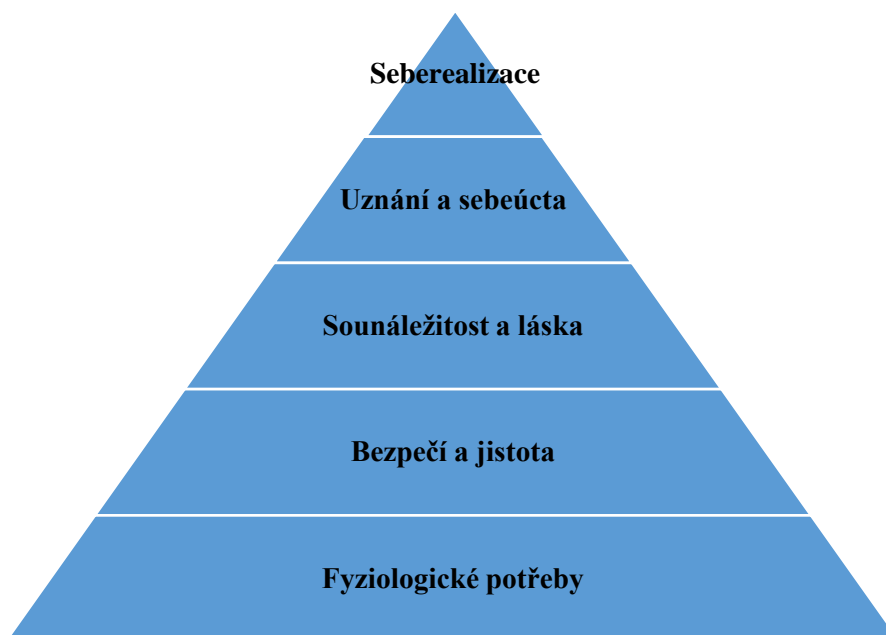 Seberealizace
Uznání a sebeúcta
Sounáležitost a láska
Bezpečí a jistota
Fyziologické potřeby